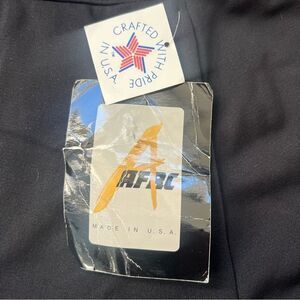 CRAFTED WITH PRIDE IN U.S.A.
A
AFRC
MADE IN U.S.A